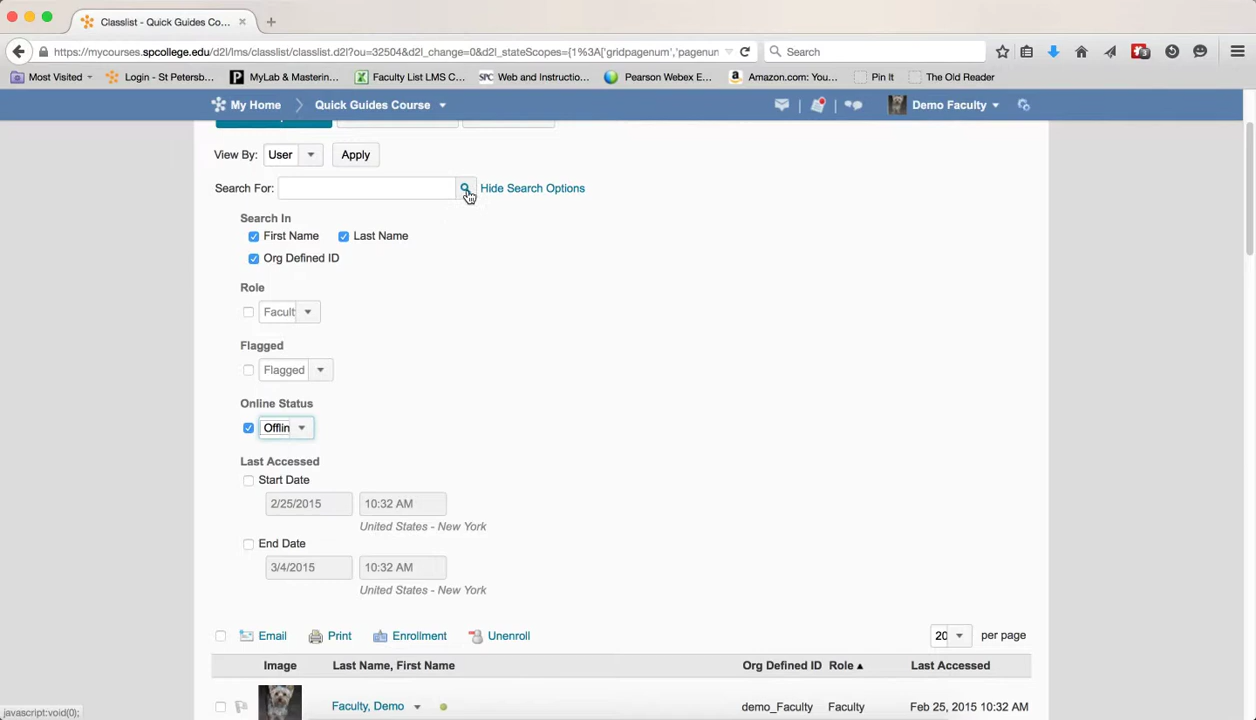 Classlist - Quick Guides Co...
https://mycourses.spcollege.edu/d2l/lms/classlist/classlist.d2l?ou=32504&d2l_change=0&d2l_stateScopes={1%3A['gridpagenum','pagenum
Search
Most Visited
Login - St Petersb...
MyLab & Mastering...
Faculty List LMS C...
SPC
Web and Instructio...
Pearson Webex E...
Amazon.com: You...
Pin It
The Old Reader
My Home
Quick Guides Course
Demo Faculty
View By:
User
Apply
Search For:
Hide Search Options
Search In
First Name
Last Name
Org Defined ID
Role
Facult
Flagged
Flagged
Online Status
Offlin
Last Accessed
Start Date
2/25/2015
10:32 AM
United States - New York
End Date
3/4/2015
10:32 AM
United States - New York
Email
Print
Enrollment
Unenroll
20
per page
Image
Last Name, First Name
Org Defined ID
Role
Last Accessed
Faculty, Demo
demo_Faculty
Faculty
Feb 25, 2015 10:32 AM
javascript:void(0);